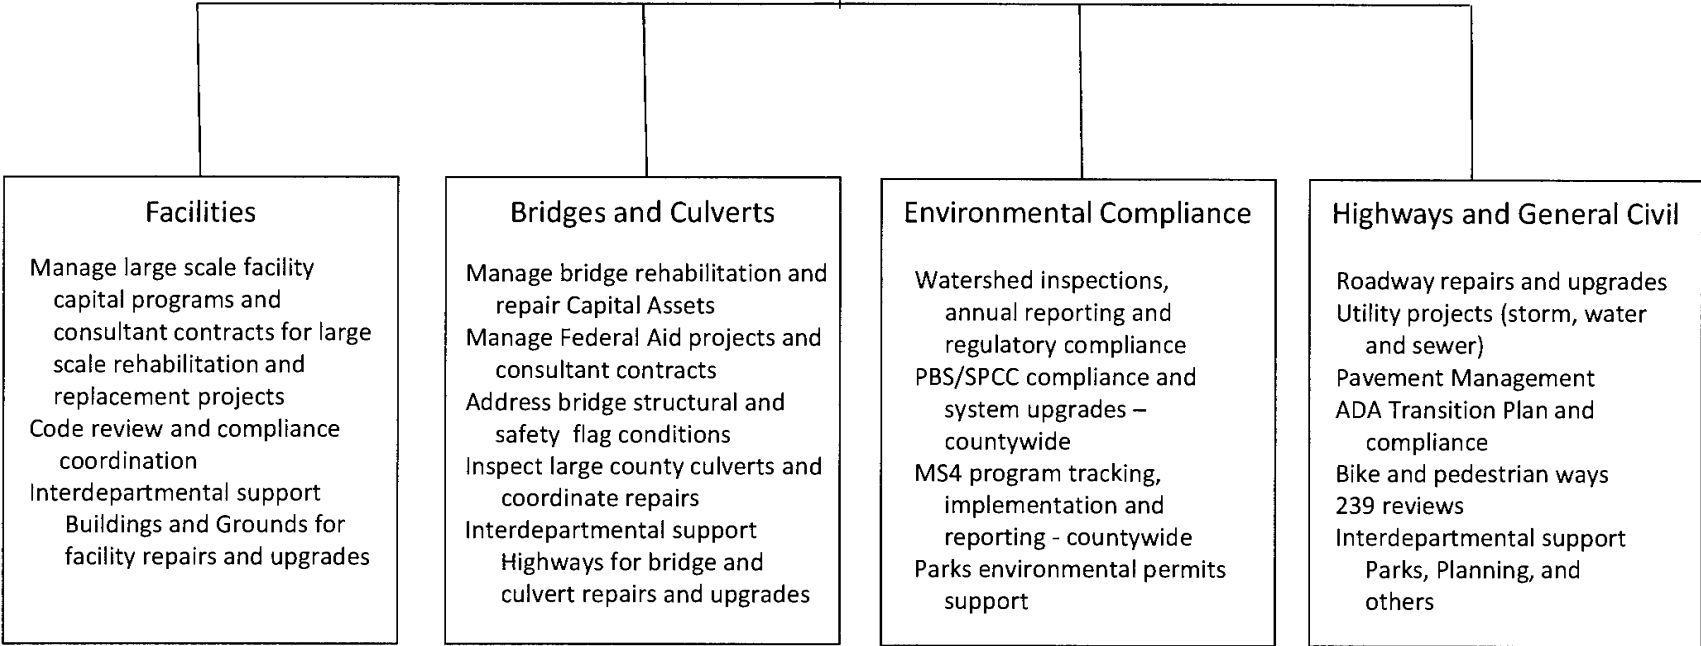 Facilities
Manage large scale facility
capital programs and
consultant contracts for large
scale rehabilitation and
replacement projects
Code review and compliance
coordination
Interdepartmental support
Buildings and Grounds for
facility repairs and upgrades
Bridges and Culverts
Manage bridge rehabilitation and
repair Capital Assets
Manage Federal Aid projects and
consultant contracts
Address bridge structural and
safety flag conditions
Inspect large county culverts and
coordinate repairs
Interdepartmental support
Highways for bridge and
culvert repairs and upgrades
Environmental Compliance
Watershed inspections,
annual reporting and
regulatory compliance
PBS/SPCC compliance and
system upgrades –
countywide
MS4 program tracking,
implementation and
reporting - countywide
Parks environmental permits
support
Highways and General Civil
Roadway repairs and upgrades
Utility projects (storm, water
and sewer)
Pavement Management
ADA Transition Plan and
compliance
Bike and pedestrian ways
239 reviews
Interdepartmental support
Parks, Planning, and
others